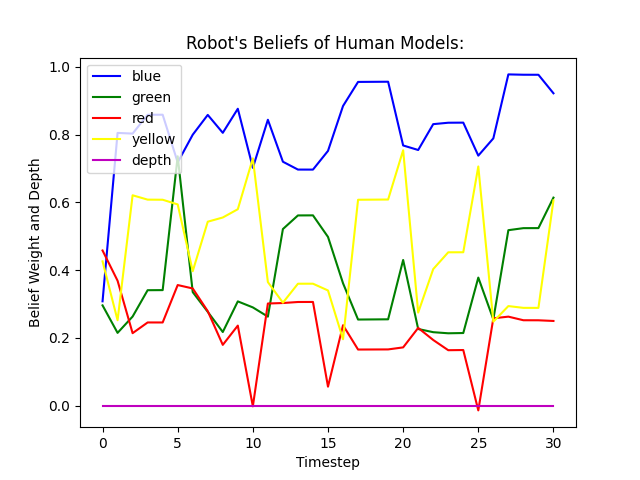 Robot's Beliefs of Human Models:
blue
green
red
yellow
depth
Belief Weight and Depth
1.0
0.8
0.6
0.4
0.2
0.0
0 5 10 15 20 25 30
Timestep